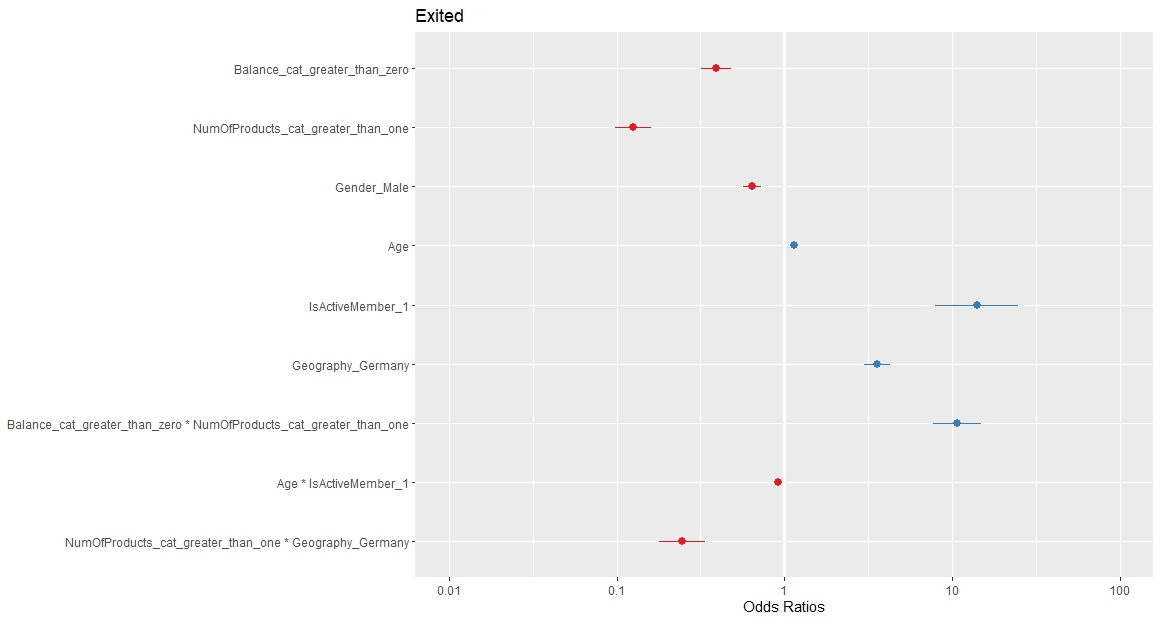 Exited
Balance_cat_greater_than_zero
NumOfProducts_cat_greater_than_one
Gender_Male
Age
IsActiveMember_1
Geography_Germany
Balance_cat_greater_than_zero * NumOfProducts_cat_greater_than_one
Age * IsActiveMember_1
NumOfProducts_cat_greater_than_one * Geography_Germany
0.01 0.1 1 10 100
Odds Ratios